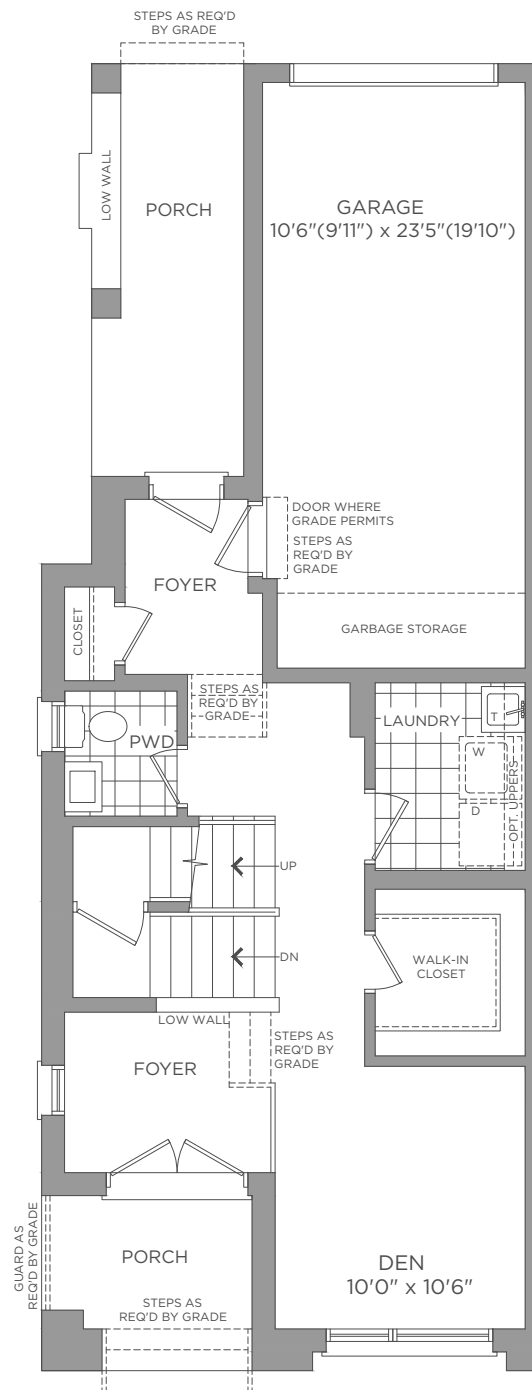 STEPS AS REQ'D
BY GRADE
LOW WALL
PORCH
GARAGE
10'6"(9'11") x 23'5"(19'10")
DOOR WHERE
GRADE PERMITS
STEPS AS
REQ'D BY
GRADE
FOYER
CLOSET
GARBAGE STORAGE
STEPS AS
REQ'D BY
GRADE
PWD
LAUNDRY
T
W
D
OPT. UPPERS
UP
DN
WALK-IN
CLOSET
LOW WALL
STEPS AS
REQ'D BY
GRADE
FOYER
GUARD AS
REQ'D BY GRADE
PORCH
DEN
10'0" x 10'6"
STEPS AS
REQ'D BY GRADE